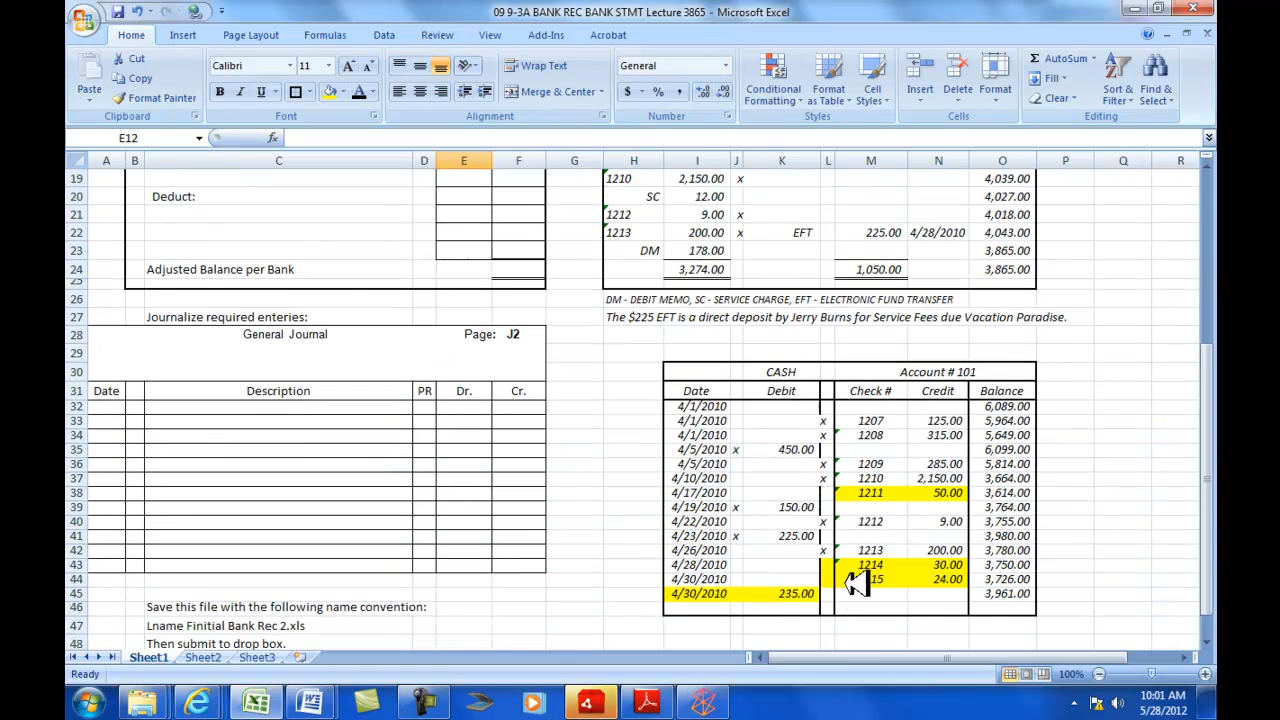 09 9-3A BANK REC BANK STMT Lecture 3865 - Microsoft Excel
Home Insert Page Layout Formulas Data Review View Add-Ins Acrobat
Cut
Copy
Format Painter
Paste
Clipboard
Calibri 11
B I U
Font
Wrap Text
Merge & Center
Alignment
General
$ % ,
Number
Conditional Formatting
Format as Table
Cell Styles
Styles
Insert Delete Format
Cells
AutoSum
Fill
Clear
Sort & Filter
Find & Select
Editing
E12 fx
A B C D E F G H I J K L M N O P Q R
19 1210 2,150.00 x 4,039.00
20 Deduct: SC 12.00 4,027.00
21 1212 9.00 x 4,018.00
22 1213 200.00 x EFT 225.00 4/28/2010 4,043.00
23 DM 178.00 3,865.00
24 Adjusted Balance per Bank 3,274.00 1,050.00 3,865.00
25
26 DM - DEBIT MEMO, SC - SERVICE CHARGE, EFT - ELECTRONIC FUND TRANSFER
27 Journalize required enteries: The $225 EFT is a direct deposit by Jerry Burns for Service Fees due Vacation Paradise.
28 General Journal Page: J2
29
30 CASH Account # 101
31 Date Description PR Dr. Cr. Date Debit Check # Credit Balance
32 4/1/2010 6,089.00
33 4/1/2010 x 1207 125.00 5,964.00
34 4/1/2010 x 1208 315.00 5,649.00
35 4/5/2010 x 450.00 6,099.00
36 4/5/2010 x 1209 285.00 5,814.00
37 4/10/2010 x 1210 2,150.00 3,664.00
38 4/17/2010 1211 50.00 3,614.00
39 4/19/2010 x 150.00 3,764.00
40 4/22/2010 x 1212 9.00 3,755.00
41 4/23/2010 x 225.00 3,980.00
42 4/26/2010 x 1213 200.00 3,780.00
43 4/28/2010 1214 30.00 3,750.00
44 4/30/2010 15 24.00 3,726.00
45 4/30/2010 235.00 3,961.00
46 Save this file with the following name convention:
47 Lname Finitial Bank Rec 2.xls
48 Then submit to drop box.
Sheet1 Sheet2 Sheet3
Ready 100%
10:01 AM
5/28/2012